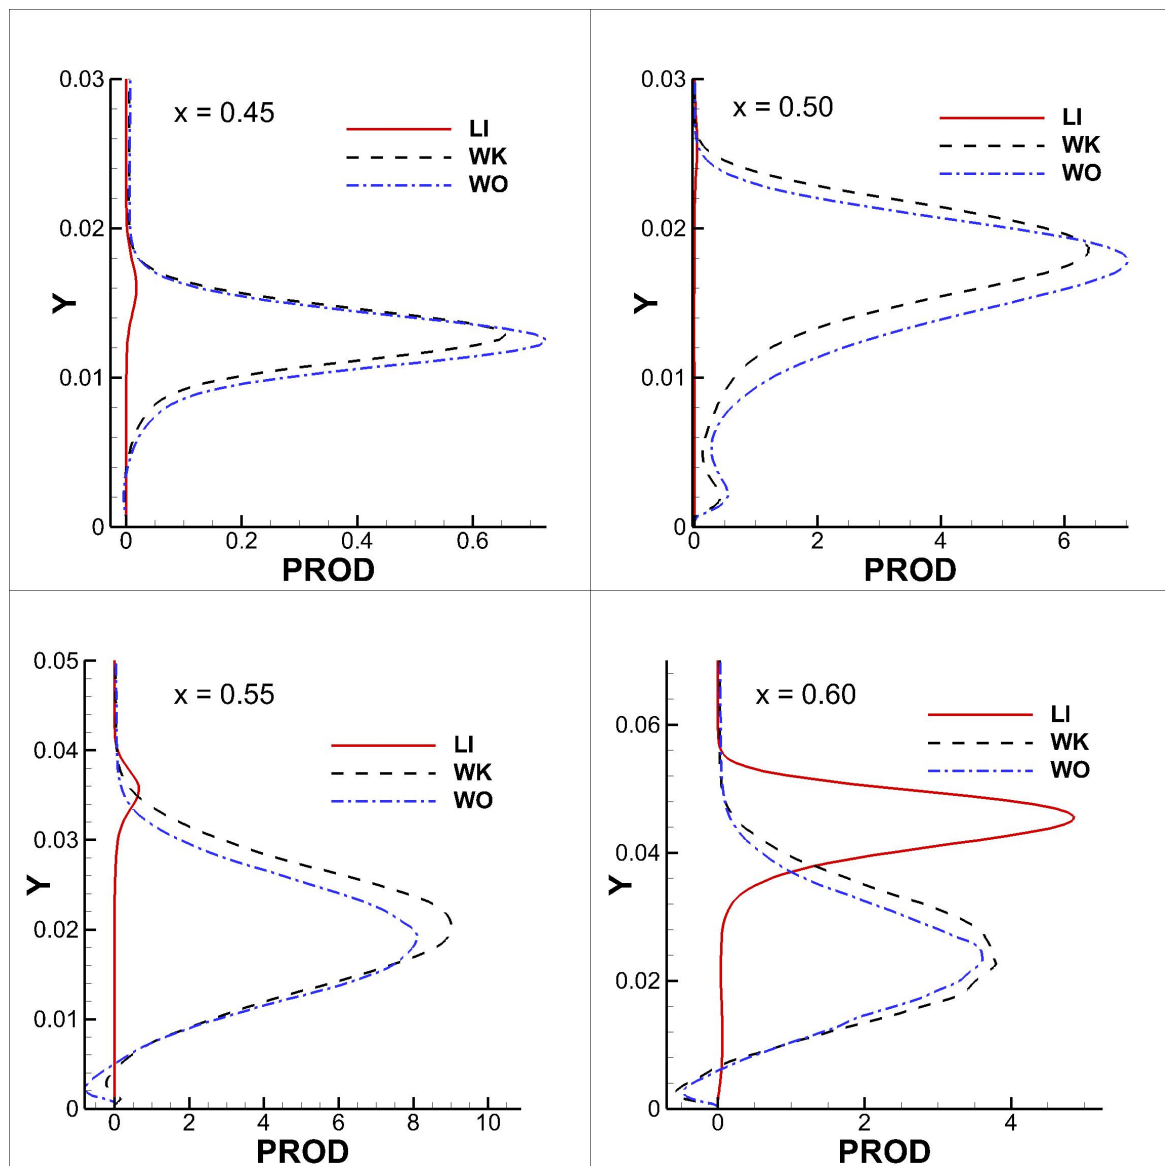 0.03
x = 0.45
LI
WK
WO
0.02
Y
0.01
0
0 0.2 0.4 0.6
PROD
0.03
x = 0.50
LI
WK
WO
0.02
Y
0.01
0
0 2 4 6
PROD
0.05
x = 0.55
0.04
LI
WK
WO
0.03
Y
0.02
0.01
0
0 2 4 6 8 10
PROD
x = 0.60
0.06
LI
WK
WO
0.04
Y
0.02
0
0 2 4
PROD